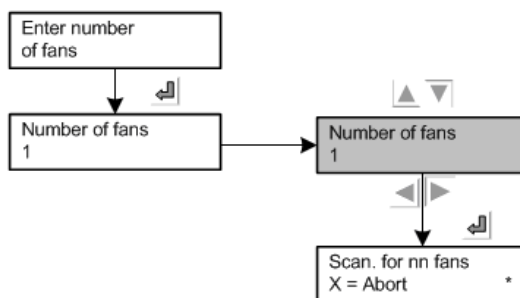 Enter number
of fans
Number of fans
1
Number of fans
1
Scan. for nn fans
X = Abort *